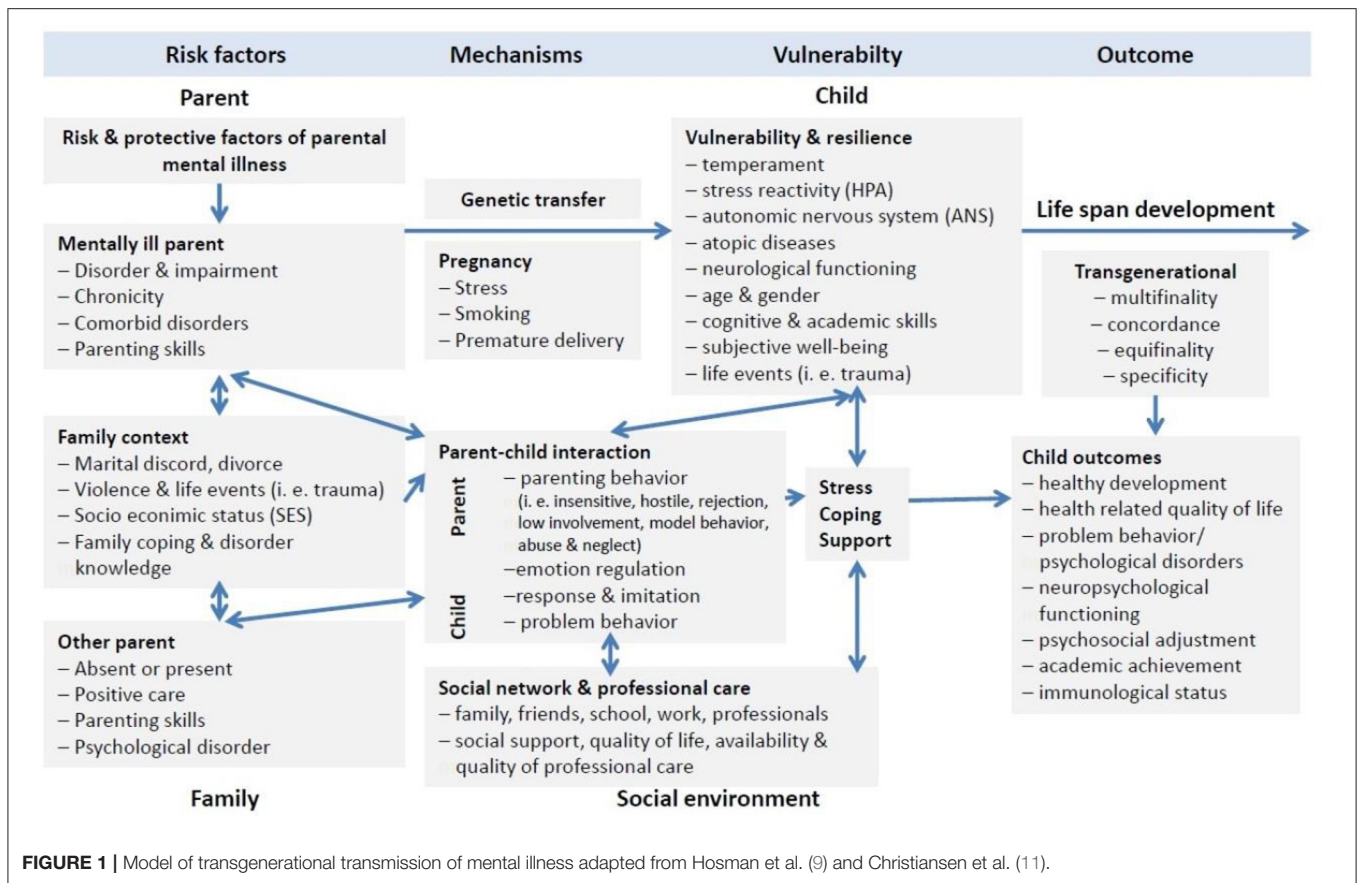 Risk factors
Mechanisms
Vulnerabilty
Outcome
Parent
Child
Risk & protective factors of parental
mental illness
Mentally ill parent
– Disorder & impairment
– Chronicity
– Comorbid disorders
– Parenting skills
Family context
– Marital discord, divorce
– Violence & life events (i. e. trauma)
– Socio econimic status (SES)
– Family coping & disorder
knowledge
Other parent
– Absent or present
– Positive care
– Parenting skills
– Psychological disorder
Family
Genetic transfer
Pregnancy
– Stress
– Smoking
– Premature delivery
Parent-child interaction
Parent
– parenting behavior
(i. e. insensitive, hostile, rejection,
low involvement, model behavior,
abuse & neglect)
–emotion regulation
Child
–response & imitation
– problem behavior
Social network & professional care
– family, friends, school, work, professionals
– social support, quality of life, availability &
quality of professional care
Social environment
Vulnerability & resilience
– temperament
– stress reactivity (HPA)
– autonomic nervous system (ANS)
– atopic diseases
– neurological functioning
– age & gender
– cognitive & academic skills
– subjective well-being
– life events (i. e. trauma)
Stress
Coping
Support
Life span development
Transgenerational
– multifinality
– concordance
– equifinality
– specificity
Child outcomes
– healthy development
– health related quality of life
– problem behavior/
psychological disorders
– neuropsychological
functioning
– psychosocial adjustment
– academic achievement
– immunological status
FIGURE 1 | Model of transgenerational transmission of mental illness adapted from Hosman et al. (9) and Christiansen et al. (11).